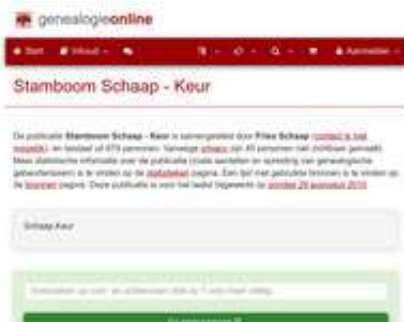 genealogieonline
Start Inhoud Aanmelden
Stamboom Schaap - Keur
De publicatie Stamboom Schaap - Keur is samengesteld door Fries Schaap (contact is niet
mogelijk), en bestaat uit 679 personen. Vanwege privacy zijn 45 personen niet zichtbaar gemaakt.
Meer statistische informatie over de publicatie (zoals aantallen en spreiding van genealogische
gebeurtenissen) is te vinden op de statistieken pagina. Een lijst met gebruikte bronnen is te vinden op
de bronnen pagina. Deze publicatie is voor het laatst bijgewerkt op zondag 29 augustus 2010.
Schaap Keur